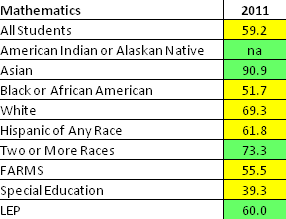 Mathematics 2011
All Students 59.2
American Indian or Alaskan Native na
Asian 90.9
Black or African American 51.7
White 69.3
Hispanic of Any Race 61.8
Two or More Races 73.3
FARMS 55.5
Special Education 39.3
LEP 60.0